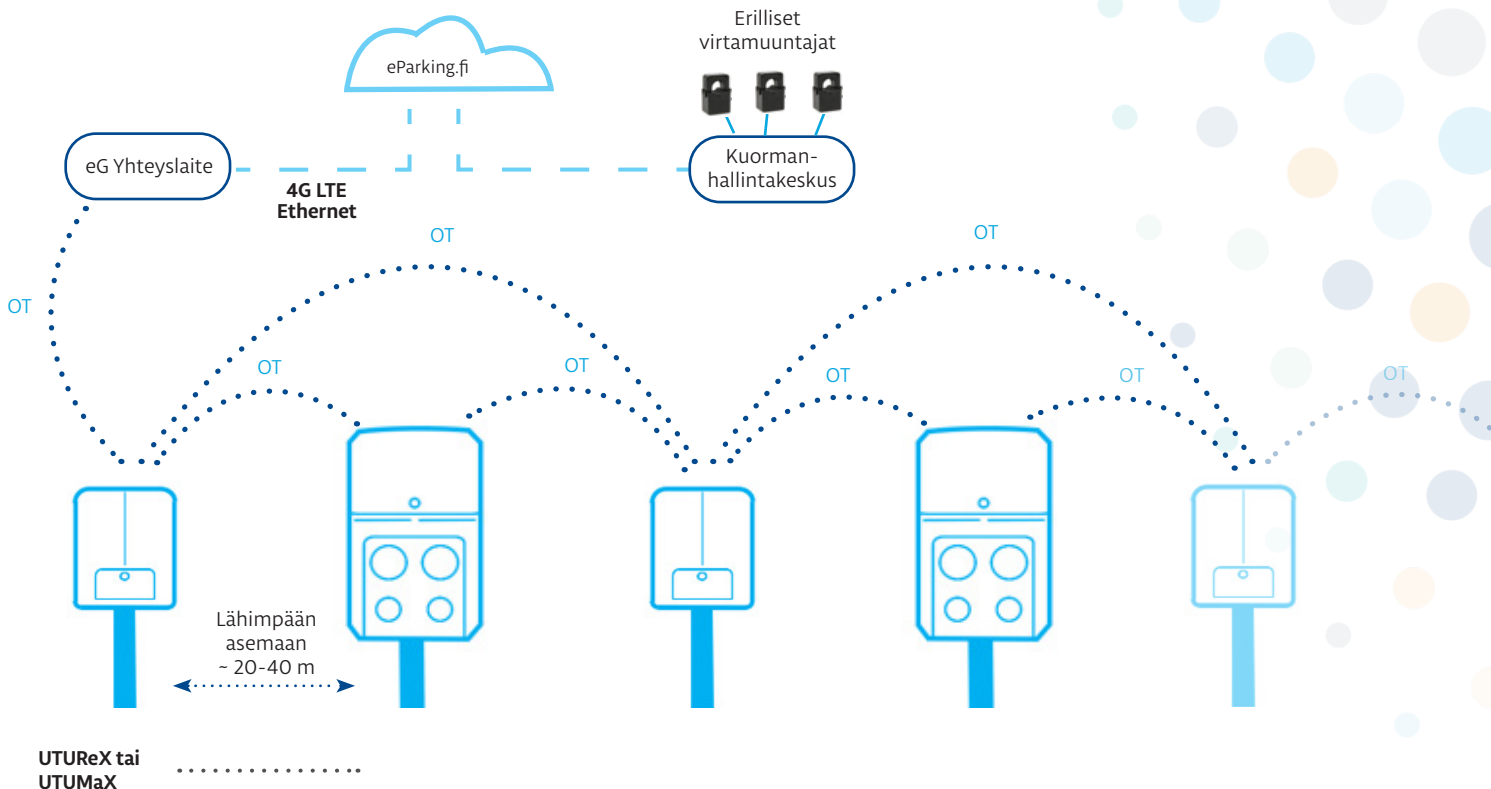 Erilliset
virtamuuntajat
eParking.fi
eG Yhteyslaite
Kuorman-
hallintakeskus
4G LTE
Ethernet
OT
OT
OT
OT
OT
OT
OT
OT
Lähimpään
asemaan
~ 20-40 m
UTUReX tai
UTUMaX